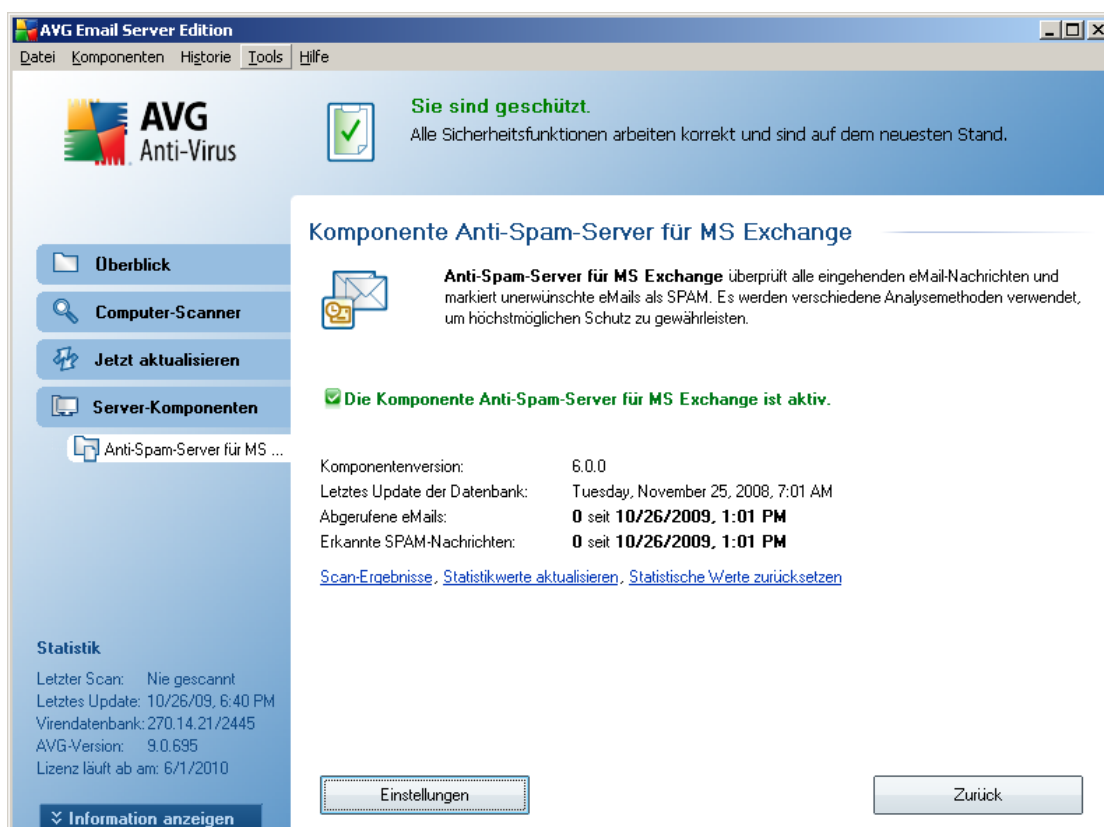 AVG Email Server Edition
Datei Komponenten Historie Tools Hilfe
AVG
Anti-Virus
Sie sind geschützt.
Alle Sicherheitsfunktionen arbeiten korrekt und sind auf dem neuesten Stand.
Überblick
Computer-Scanner
Jetzt aktualisieren
Server-Komponenten
Anti-Spam-Server für MS ...
Statistik
Letzter Scan: Nie gescannt
Letztes Update: 10/26/09, 6:40 PM
Virendatenbank: 270.14.21/2445
AVG-Version: 9.0.695
Lizenz läuft ab am: 6/1/2010
Information anzeigen
Komponente Anti-Spam-Server für MS Exchange
Anti-Spam-Server für MS Exchange überprüft alle eingehenden eMail-Nachrichten und
markiert unerwünschte eMails als SPAM. Es werden verschiedene Analysemethoden verwendet,
um höchstmöglichen Schutz zu gewährleisten.
Die Komponente Anti-Spam-Server für MS Exchange ist aktiv.
Komponentenversion: 6.0.0
Letztes Update der Datenbank: Tuesday, November 25, 2008, 7:01 AM
Abgerufene eMails: 0 seit 10/26/2009, 1:01 PM
Erkannte SPAM-Nachrichten: 0 seit 10/26/2009, 1:01 PM
Scan-Ergebnisse, Statistikwerte aktualisieren, Statistische Werte zurücksetzen
Einstellungen
Zurück